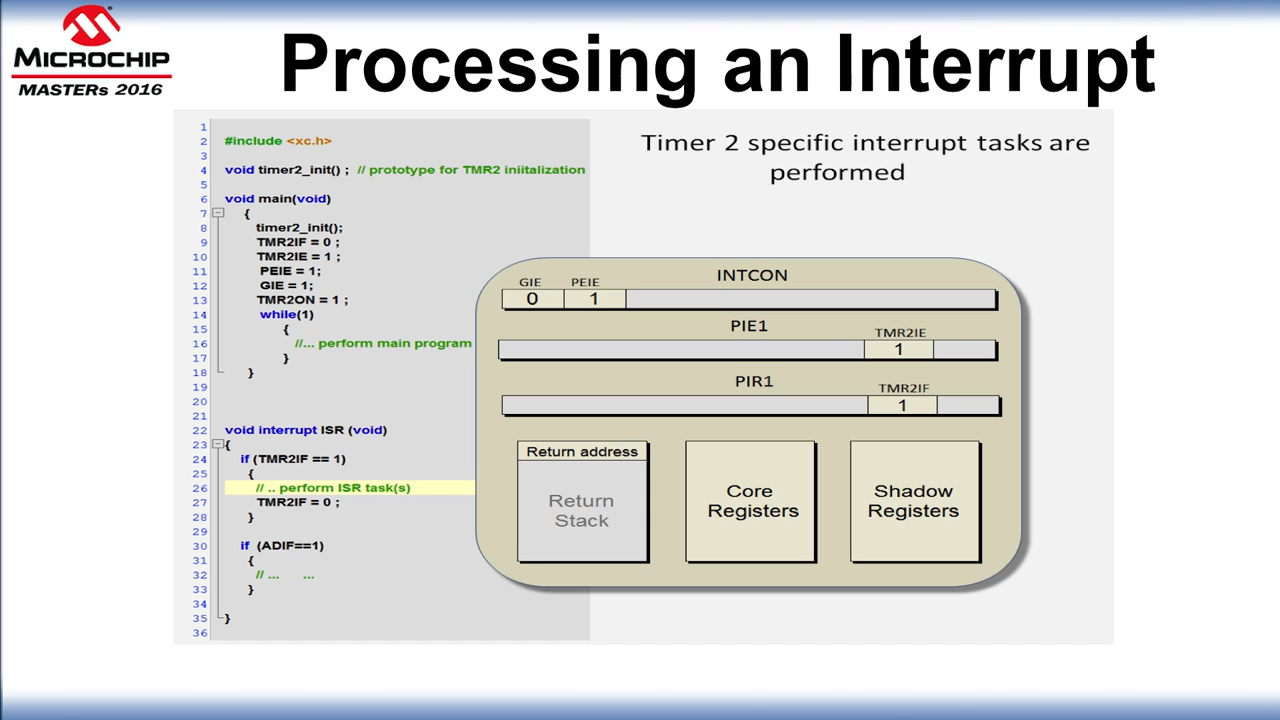 MICROCHIP
MASTERs 2016
Processing an Interrupt
Timer 2 specific interrupt tasks are
performed
1
2 #include <xc.h>
3
4 void timer2_init() ; // prototype for TMR2 iniitalization
5
6 void main(void)
7 {
8 timer2_init();
9 TMR2IF = 0 ;
10 TMR2IE = 1 ;
11 PEIE = 1;
12 GIE = 1;
13 TMR2ON = 1 ;
14 while(1)
15 {
16 //... perform main program
17 }
18 }
19
20
21
22 void interrupt ISR (void)
23 {
24 if (TMR2IF == 1)
25 {
26 // .. perform ISR task(s)
27 TMR2IF = 0 ;
28 }
29
30 if (ADIF==1)
31 {
32 // ... ...
33 }
34
35 }
36
INTCON
GIE PEIE
0 1
PIE1
TMR2IE
1
PIR1
TMR2IF
1
Return address
Return
Stack
Core
Registers
Shadow
Registers